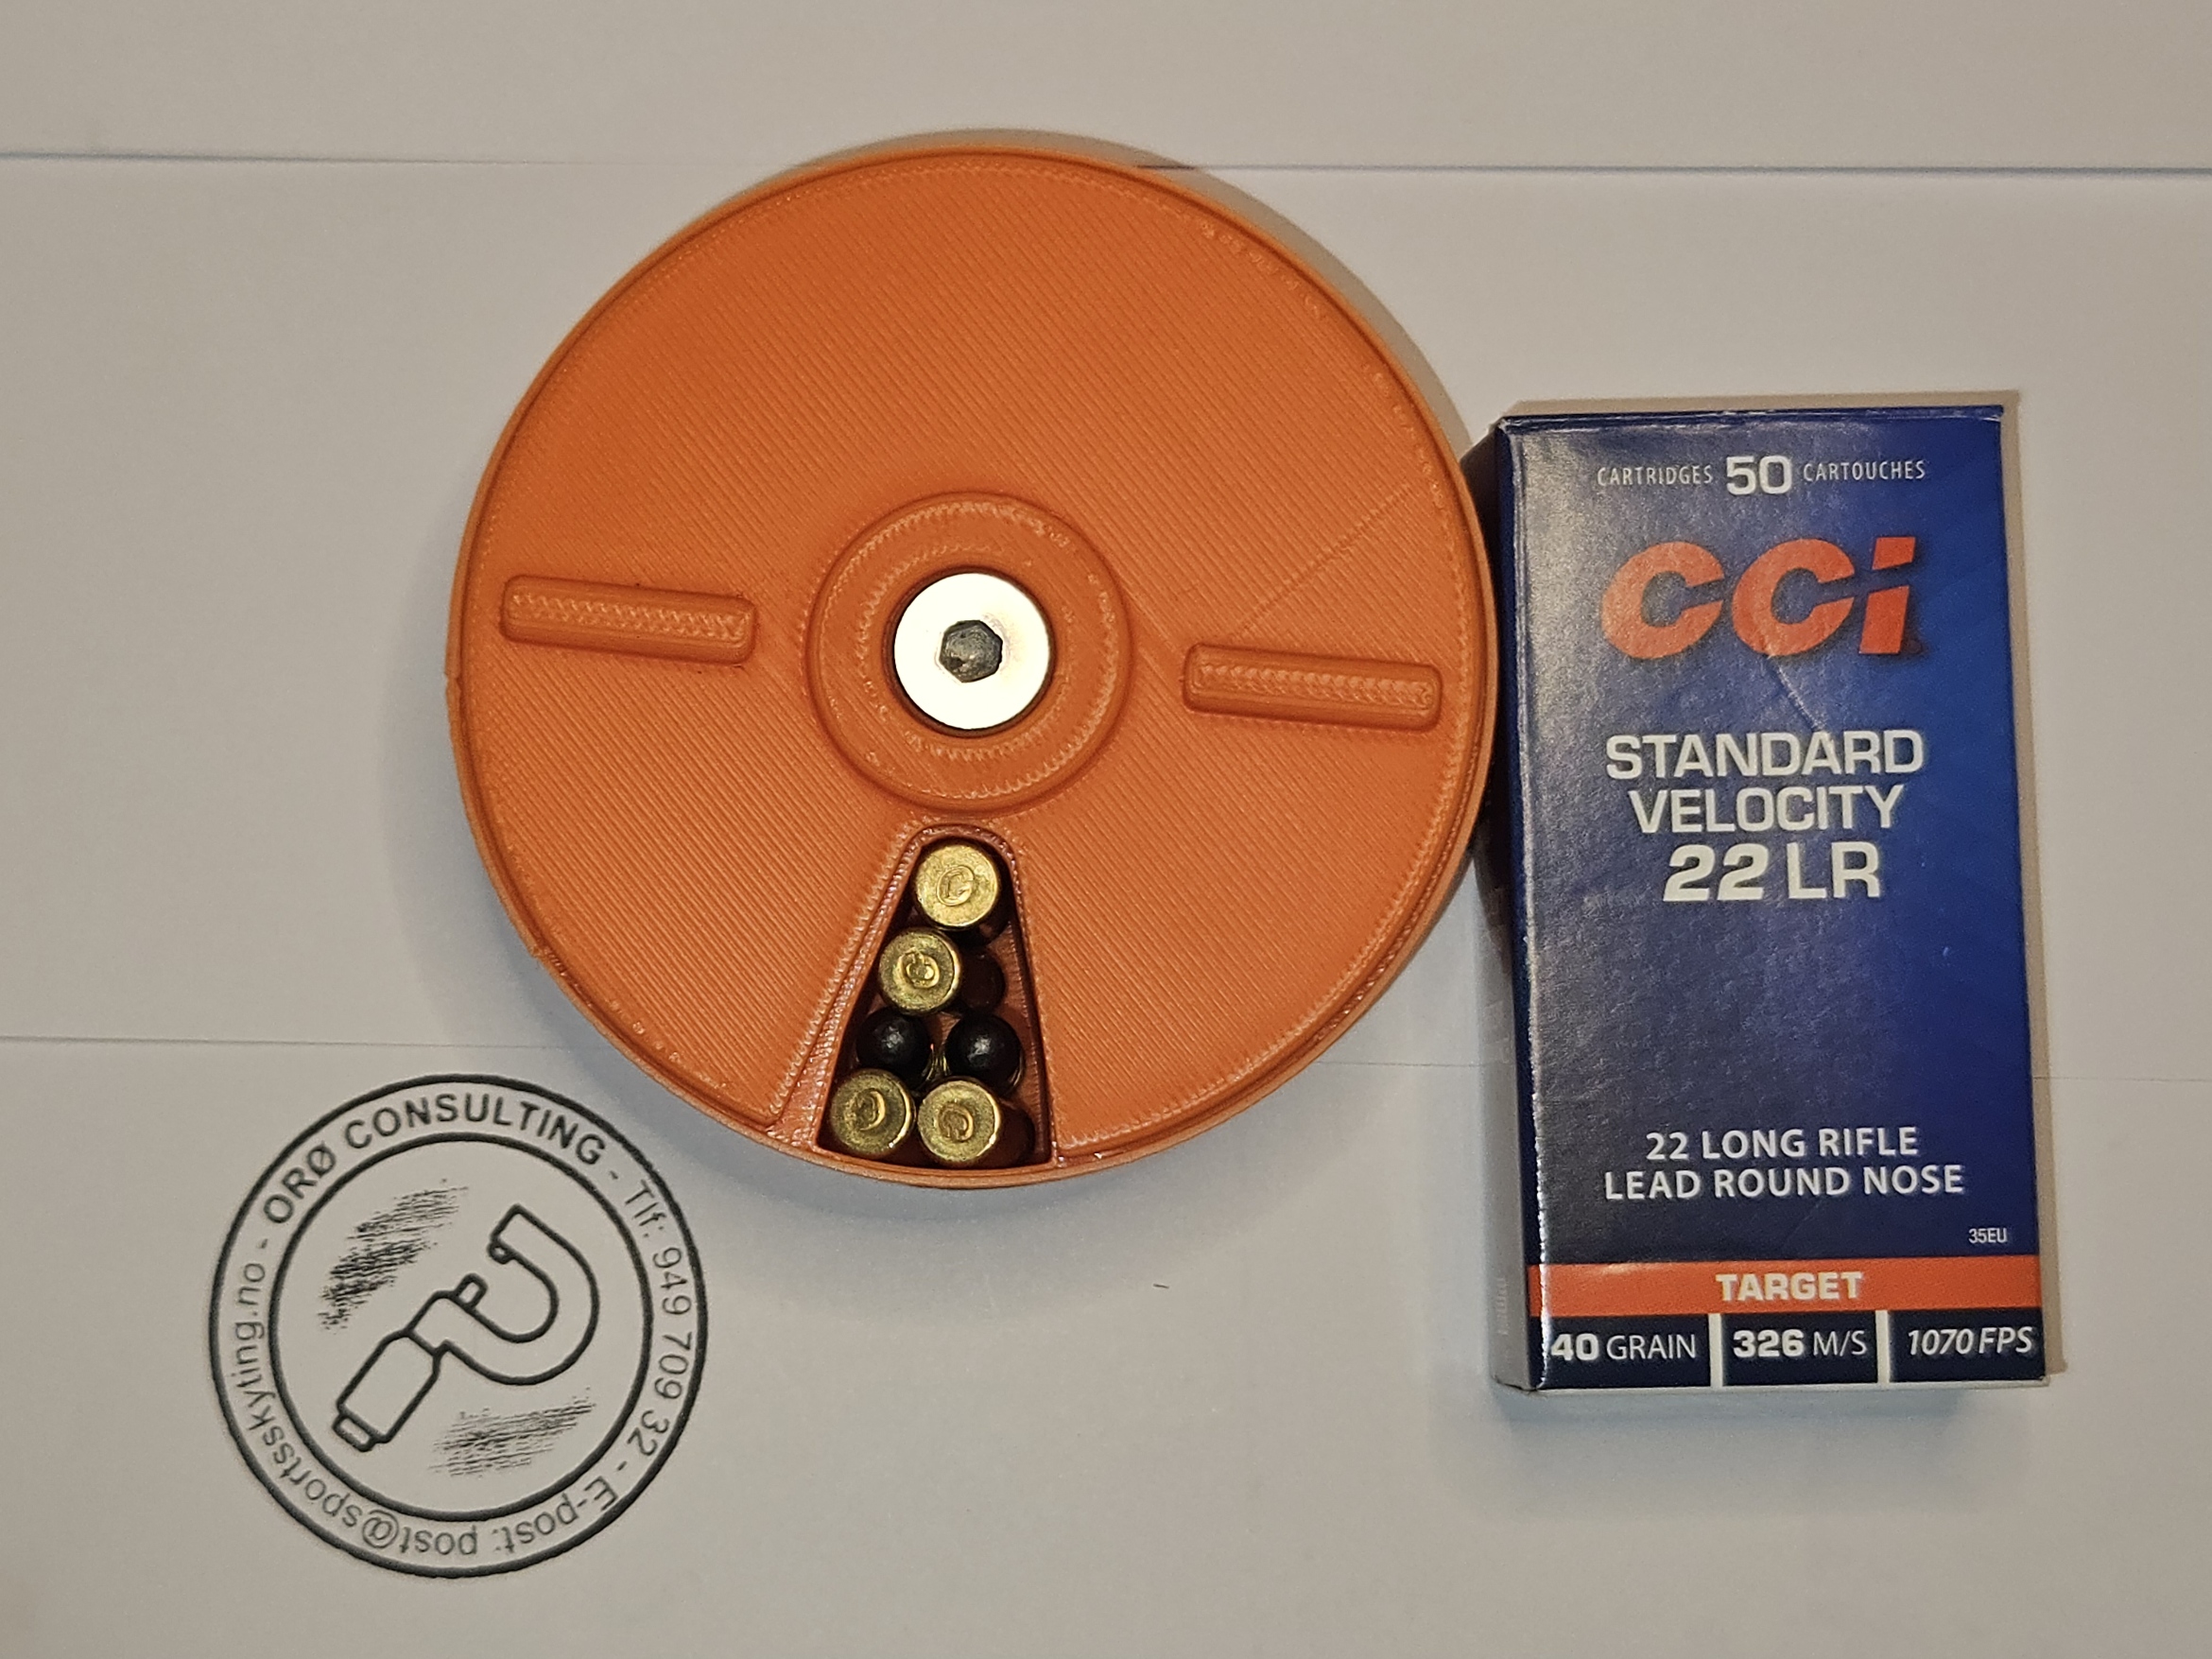 CARTRIDGES 50 CARTOUCHES
CCi
STANDARD
VELOCITY
22 LR
22 LONG RIFLE
LEAD ROUND NOSE
35EU
TARGET
40 GRAIN 326 M/S 1070 FPS
C
C
C
C
ORØ CONSULTING - Tlf: 949 709 32 - E-post: post@sportsskyting.no -